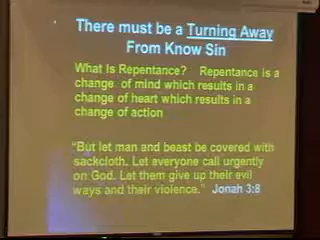 There must be a Turning Away
From Know Sin
What Is Repentance? Repentance is a
change of mind which results in a
change of heart which results in a
change of action
"But let man and beast be covered with
sackcloth. Let everyone call urgently
on God. Let them give up their evil
ways and their violence." Jonah 3:8